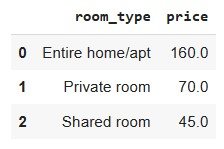 room_type price
0 Entire home/apt 160.0
1 Private room 70.0
2 Shared room 45.0